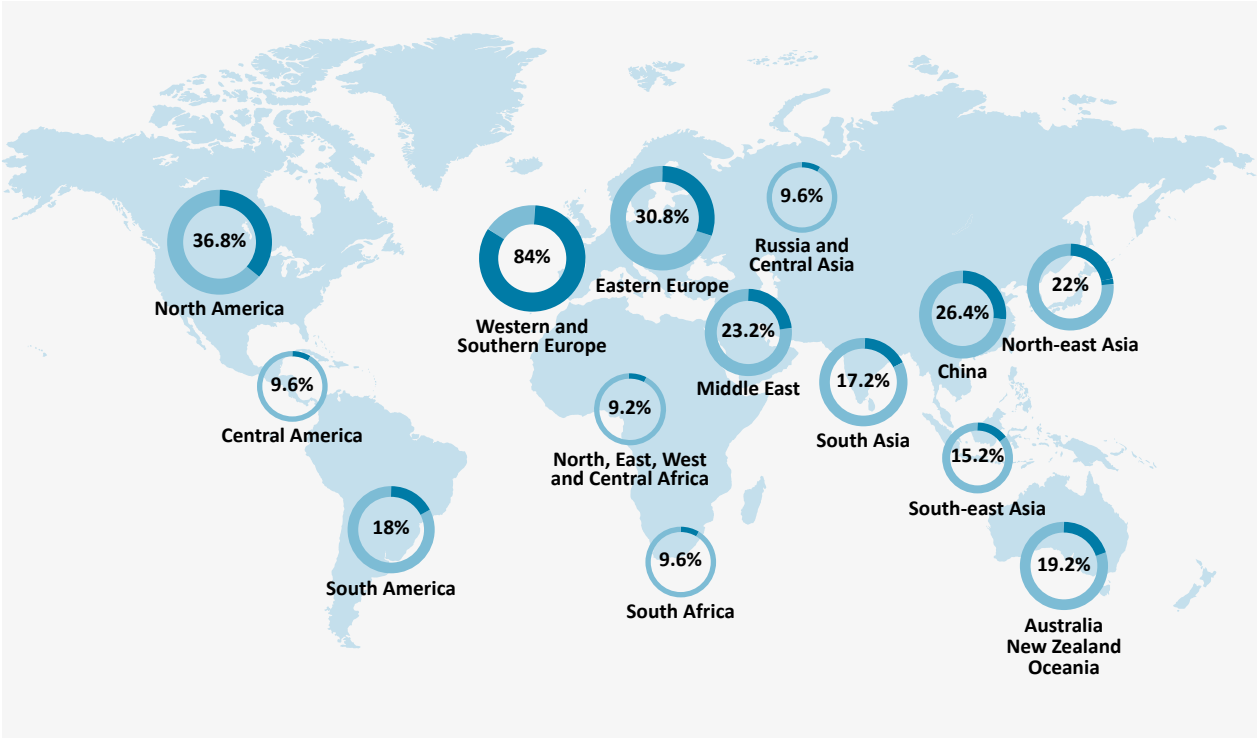 36.8%
North America
84%
Western and
Southern Europe
30.8%
Eastern Europe
9.6%
Russia and
Central Asia
9.6%
Central America
9.2%
North, East, West
and Central Africa
23.2%
Middle East
17.2%
South Asia
26.4%
China
22%
North-east Asia
15.2%
South-east Asia
18%
South America
9.6%
South Africa
19.2%
Australia
New Zealand
Oceania